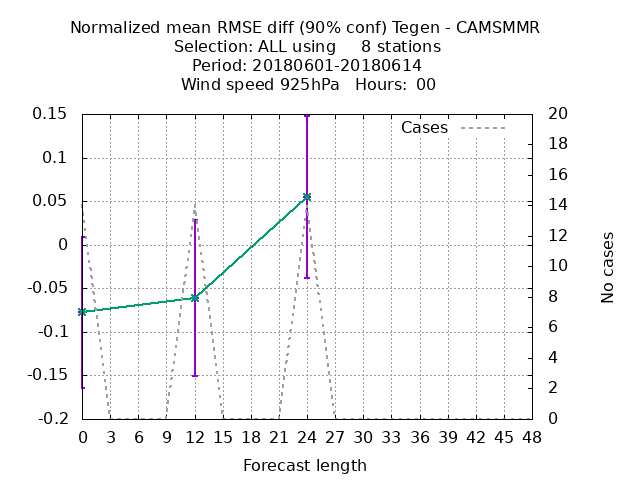 Normalized mean RMSE diff (90% conf) Tegen - CAMSMMR
Selection: ALL using     8 stations
Period: 20180601-20180614
Wind speed 925hPa   Hours:  00
Cases
0.15
0.1
0.05
0
-0.05
-0.1
-0.15
-0.2
20
18
16
14
12
10
8
6
4
2
0
No cases
0 3 6 9 12 15 18 21 24 27 30 33 36 39 42 45 48
Forecast length